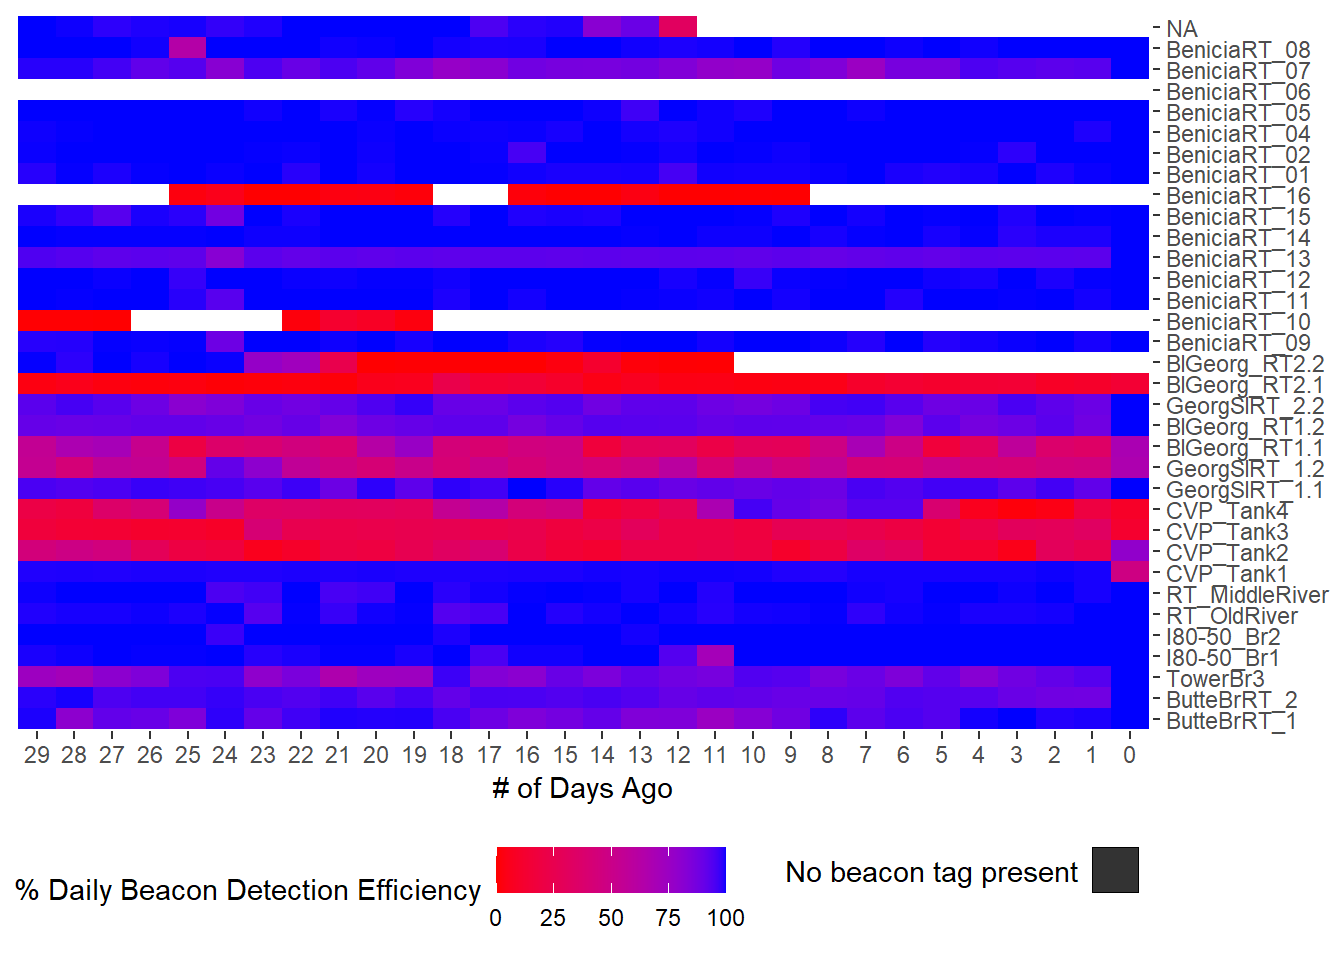 NA
BeniciaRT_08
BeniciaRT_07
BeniciaRT_06
BeniciaRT_05
BeniciaRT_04
BeniciaRT_02
BeniciaRT_01
BeniciaRT_16
BeniciaRT_15
BeniciaRT_14
BeniciaRT_13
BeniciaRT_12
BeniciaRT_11
BeniciaRT_10
BeniciaRT_09
BlGeorg_RT2.2
BlGeorg_RT2.1
GeorgSlRT_2.2
BlGeorg_RT1.2
BlGeorg_RT1.1
GeorgSlRT_1.2
GeorgSlRT_1.1
CVP_Tank4
CVP_Tank3
CVP_Tank2
CVP_Tank1
RT_MiddleRiver
RT_OldRiver
I80-50_Br2
I80-50_Br1
TowerBr3
ButteBrRT_2
ButteBrRT_1
29 28 27 26 25 24 23 22 21 20 19 18 17 16 15 14 13 12 11 10 9 8 7 6 5 4 3 2 1 0
# of Days Ago
% Daily Beacon Detection Efficiency
0 25 50 75 100
No beacon tag present